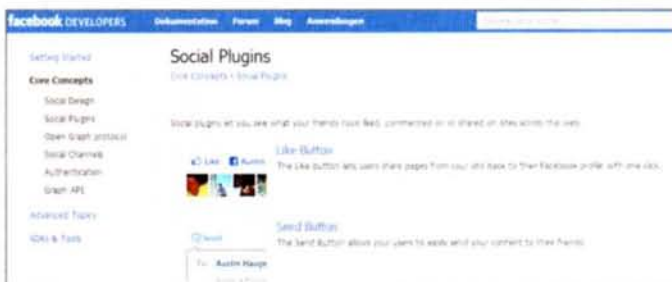 facebook DEVELOPERS Dokumentation Forum Blog Anwendungen
Getting Started
Core Concepts
Social Design
Social Plugins
Open Graph protocol
Social Channels
Authentication
Graph API
Advanced Topics
SDKs & Tools
Social Plugins
Core Concepts › Social Plugins
Social plugins let you see what your friends have liked, commented on or shared on sites across the web.
Like Austin
Like Button
The Like button lets users share pages from your site back to their Facebook profile with one click.
Send
To: Austin Haugen
Send Button
The Send Button allows your users to easily send your content to their friends.